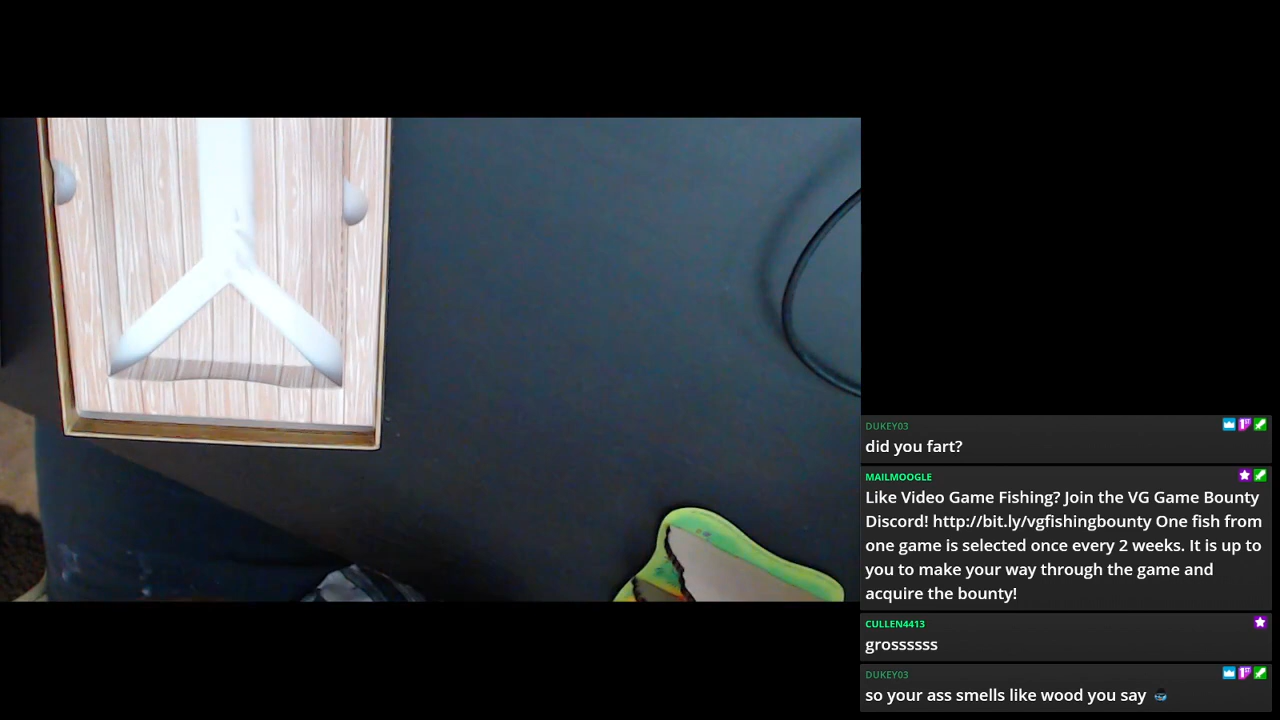 DUKEY03
did you fart?
MAILMOOGLE
Like Video Game Fishing? Join the VG Game Bounty
Discord! http://bit.ly/vgfishingbounty One fish from
one game is selected once every 2 weeks. It is up to
you to make your way through the game and
acquire the bounty!
CULLEN4413
grossssss
DUKEY03
so your ass smells like wood you say